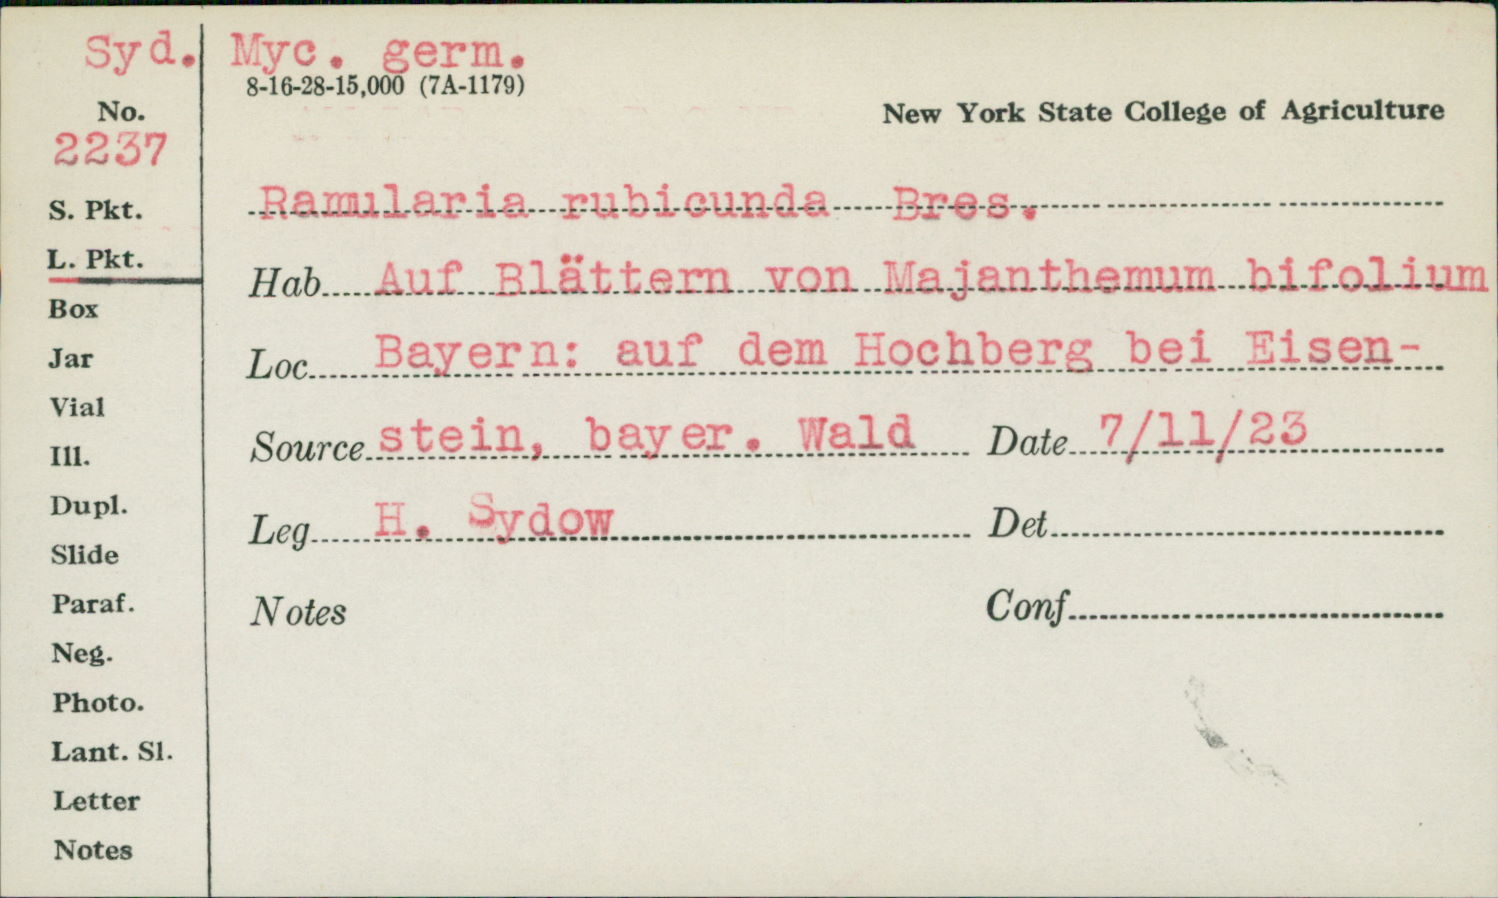 Syd. Myc. germ.
8-16-28-15,000 (7A-1179)
New York State College of Agriculture
No.
2237
S. Pkt.
L. Pkt.
Box
Jar
Vial
Ill.
Dupl.
Slide
Paraf.
Neg.
Photo.
Lant. Sl.
Letter
Notes
Ramularia rubicunda Bres.
Hab Auf Blättern von Majanthemum bifolium
Loc Bayern: auf dem Hochberg bei Eisen-
Source stein, bayer. Wald Date 7/11/23
Leg H. Sydow Det
Notes Conf